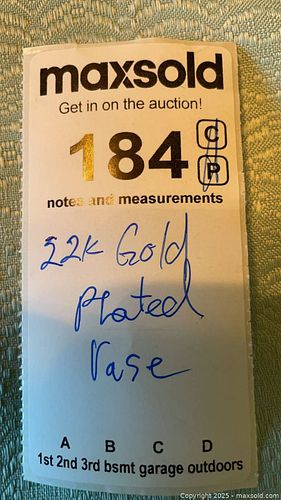 maxsold
Get in on the auction!
184 C
P
notes and measurements
22K Gold
Plated
Vase
A B C D
1st 2nd 3rd bsmt garage outdoors
Copyright © 2025 - maxsold.com